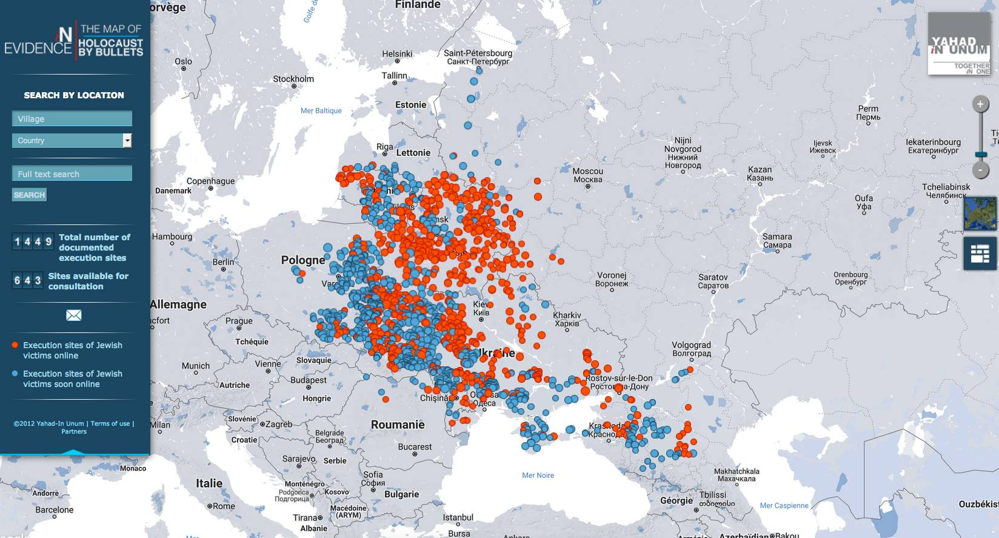 iN
EVIDENCE
THE MAP OF
HOLOCAUST
BY BULLETS
SEARCH BY LOCATION
Village
Country
Full text search
SEARCH
1449
Total number of
documented
execution sites
643
Sites available for
consultation
Execution sites of Jewish
victims online
Execution sites of Jewish
victims soon online
©2012 Yahad-In Unum | Terms of use |
Partners
YAHAD
iN UNUM
TOGETHER
iN ONE
+
-
Finlande
Oslo
Helsinki
Saint-Pétersbourg
Санкт-Петербург
Stockholm
Tallinn
Mer Baltique
Estonie
Perm
Пермь
Riga
Lettonie
Nijni
Novgorod
Нижний
Новгород
Ijevsk
Ижевск
Iekaterinbourg
Екатеринбург
Moscou
Москва
Kazan
Казань
Copenhague
Danemark
Tcheliabinsk
Челябинск
Oufa
Уфа
Hambourg
Samara
Самара
Berlin
Pologne
Voronej
Воронеж
Saratov
Саратов
Orenbourg
Оренбург
Allemagne
Kiev
Київ
Kharkiv
Харків
Prague
Tchéquie
Volgograd
Волгоград
Slovaquie
Ukraine
Munich
Vienne
Budapest
Autriche
Hongrie
Rostov-sur-le-Don
Chişinău
Одеса
Slovénie
Zagreb
Milan
Roumanie
Croatie
Belgrade
Београд
Bucarest
Sarajevo
Serbie
Monaco
Makhatchkala
Махачкала
Mer Noire
Italie
Sofia
София
Monténégro
Podgorica
Подгорица
Kosovo
Bulgarie
Andorre
Barcelone
Rome
Macédoine
(ARYM)
Géorgie
Tbilissi
თბილისი
Mer Caspienne
Tirana
Albanie
Istanbul
Bursa
Bakou